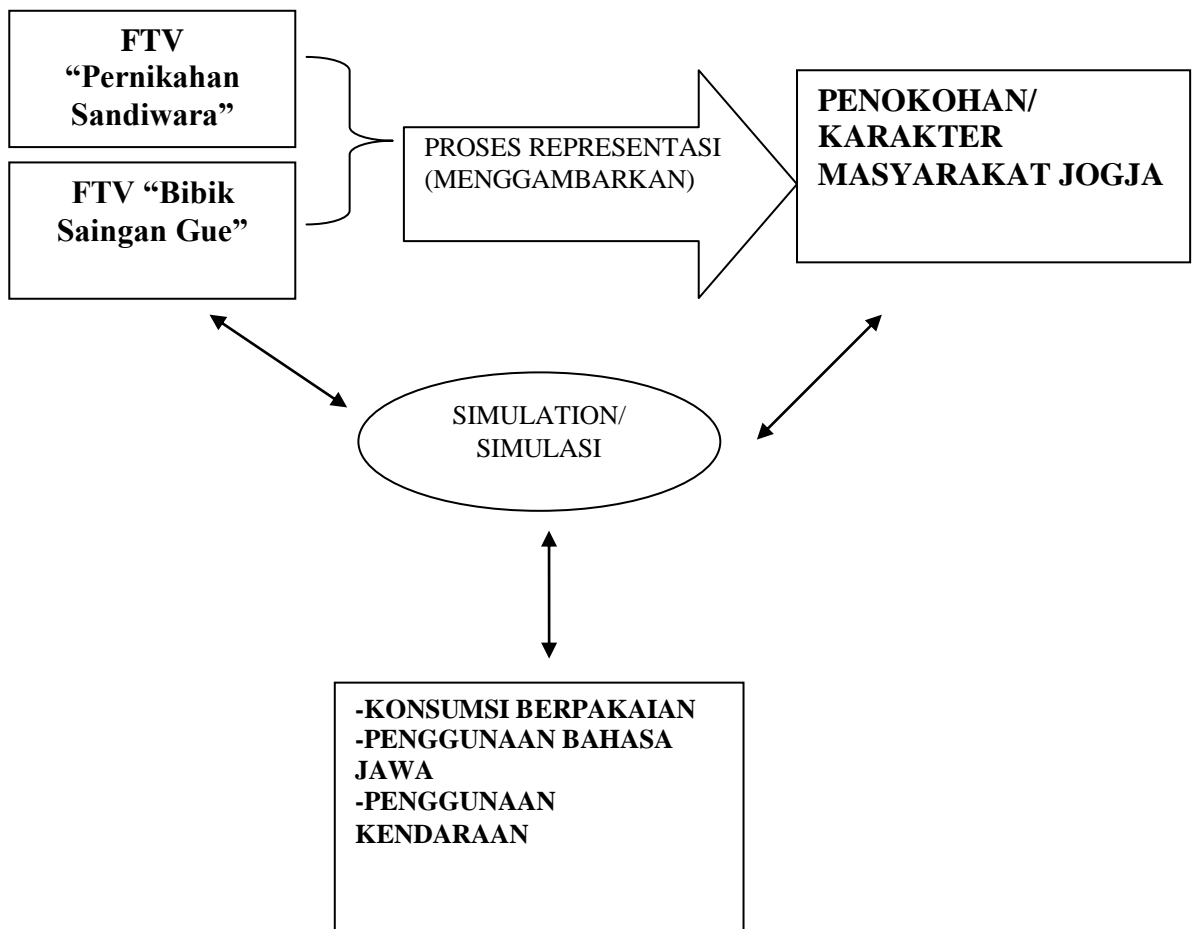 FTV
“Pernikahan
Sandiwara”
FTV “Bibik
Saingan Gue”
PROSES REPRESENTASI
(MENGGAMBARKAN)
PENOKOHAN/
KARAKTER
MASYARAKAT JOGJA
SIMULATION/
SIMULASI
-KONSUMSI BERPAKAIAN
-PENGGUNAAN BAHASA
JAWA
-PENGGUNAAN
KENDARAAN